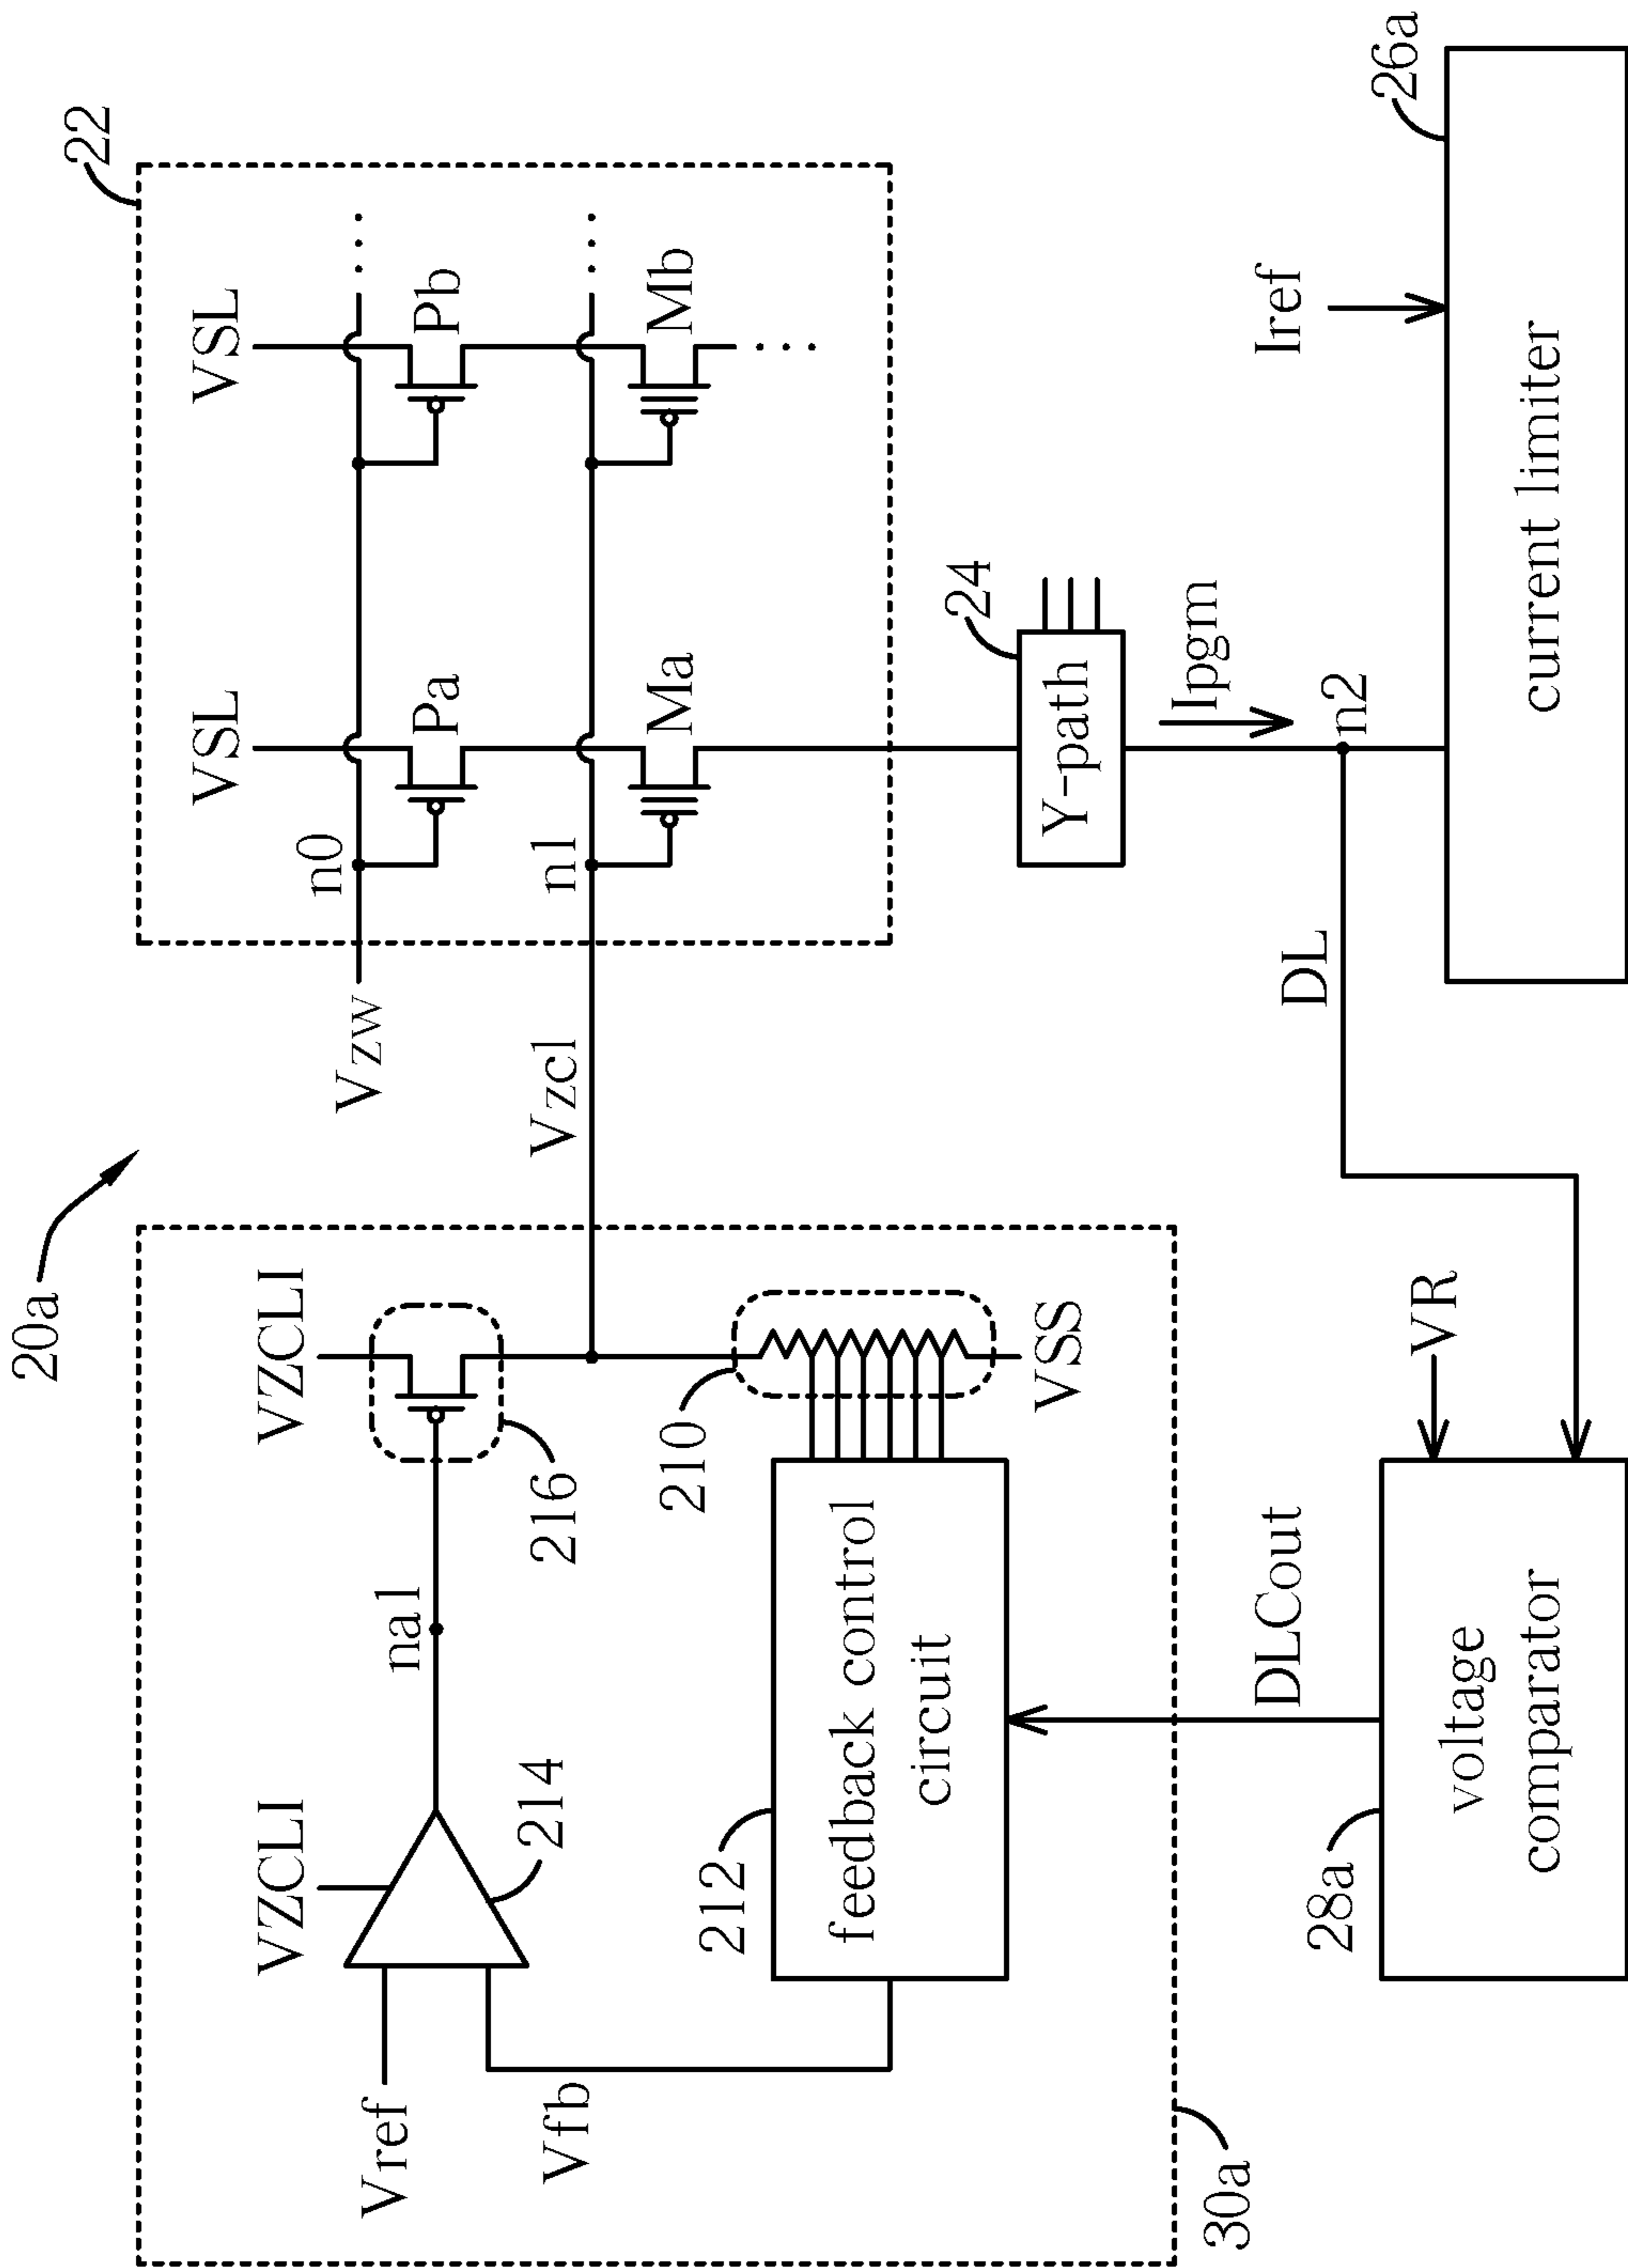 20a
22
VZCLI
VZCLI
VSL
VSL
Vref
na1
Vzw
n0
Pa
Pb
214
216
Vfb
Vzcl
n1
Ma
Mb
212
210
feedback control
circuit
VSS
24
Y-path
Ipgm
30a
DLCout
VR
DL
n2
Iref
28a
26a
voltage
comparator
current limiter